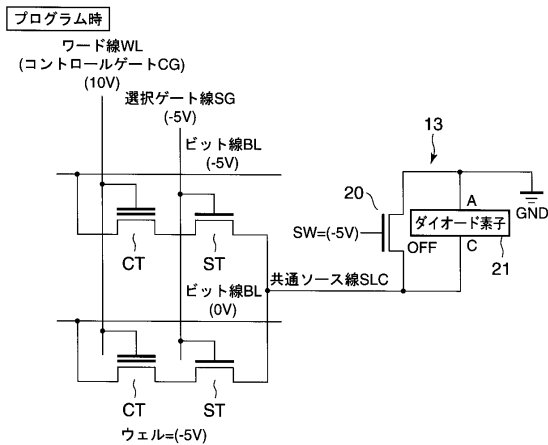 プログラム時
ワード線WL
(コントロールゲートCG)
(10V)
選択ゲート線SG
(-5V)
ビット線BL
(-5V)
13
20
A
GND
SW=(-5V)
ダイオード素子
OFF
C
21
CT
ST
共通ソース線SLC
ビット線BL
(0V)
CT
ST
ウェル=(-5V)